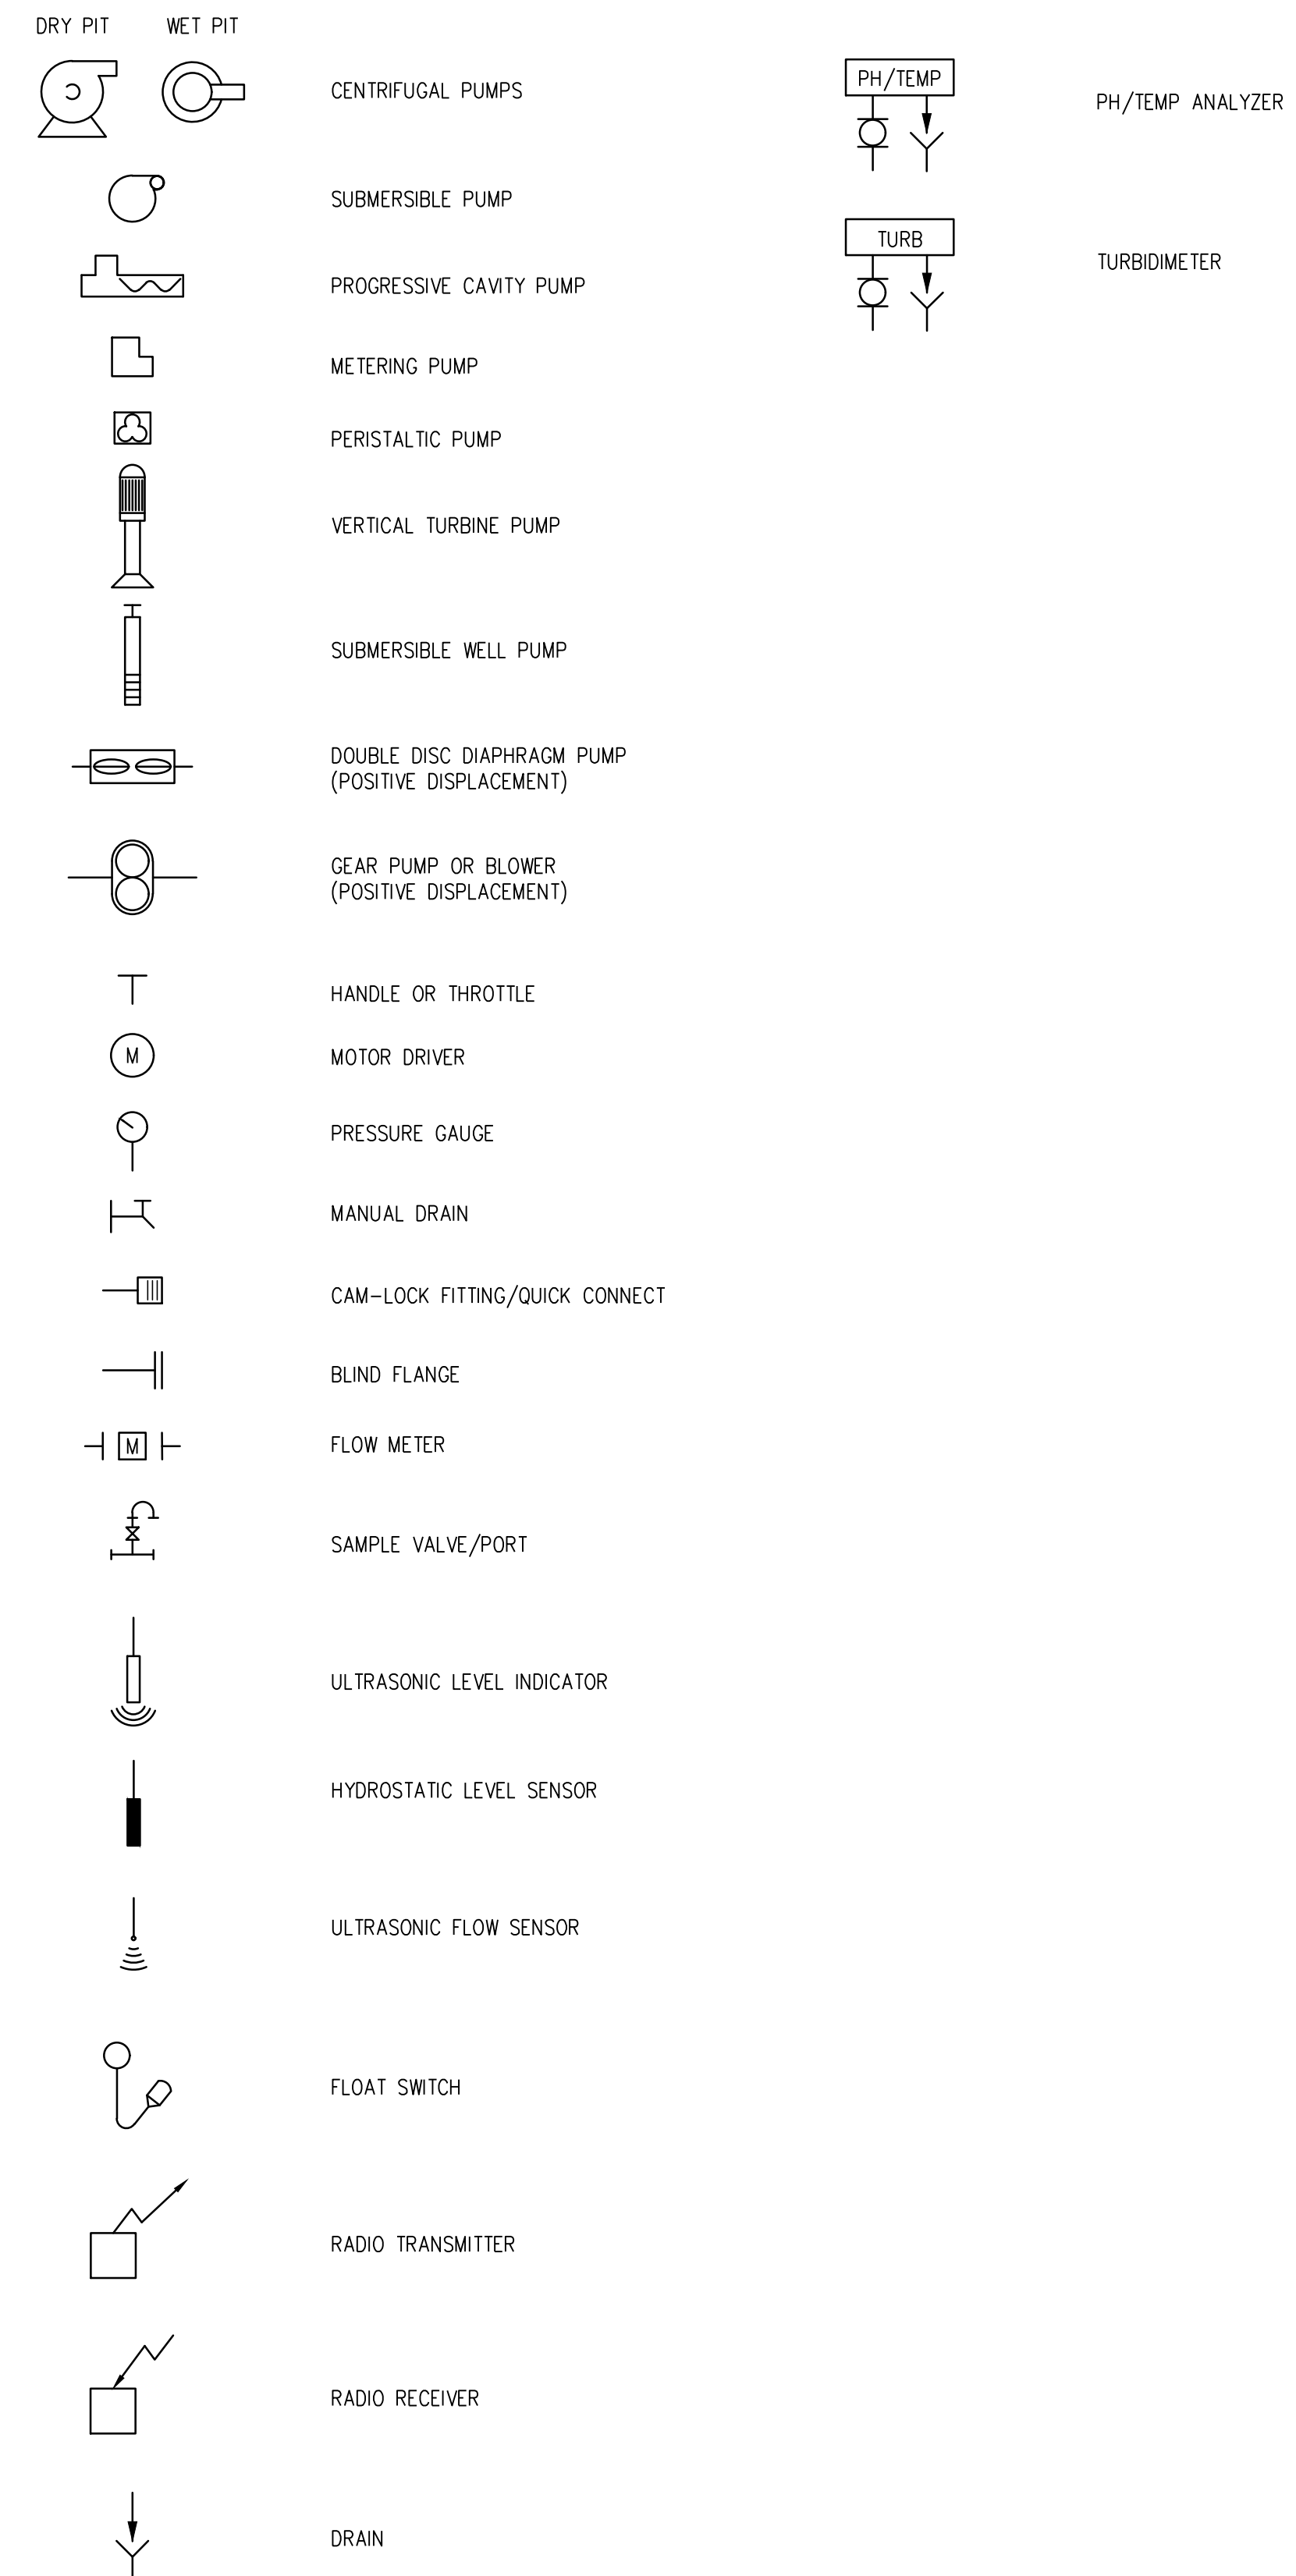 DRY PIT
WET PIT
CENTRIFUGAL PUMPS
SUBMERSIBLE PUMP
PROGRESSIVE CAVITY PUMP
METERING PUMP
PERISTALTIC PUMP
VERTICAL TURBINE PUMP
SUBMERSIBLE WELL PUMP
DOUBLE DISC DIAPHRAGM PUMP
(POSITIVE DISPLACEMENT)
GEAR PUMP OR BLOWER
(POSITIVE DISPLACEMENT)
HANDLE OR THROTTLE
M
MOTOR DRIVER
PRESSURE GAUGE
MANUAL DRAIN
CAM-LOCK FITTING/QUICK CONNECT
BLIND FLANGE
M
FLOW METER
SAMPLE VALVE/PORT
ULTRASONIC LEVEL INDICATOR
HYDROSTATIC LEVEL SENSOR
ULTRASONIC FLOW SENSOR
FLOAT SWITCH
RADIO TRANSMITTER
RADIO RECEIVER
DRAIN
PH/TEMP
PH/TEMP ANALYZER
TURB
TURBIDIMETER